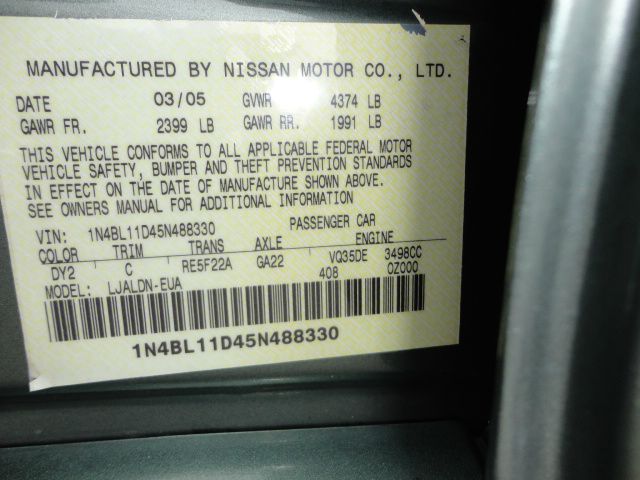 MANUFACTURED BY NISSAN MOTOR CO., LTD.
DATE 03/05 GVWR 4374 LB
GAWR FR. 2399 LB GAWR RR. 1991 LB
THIS VEHICLE CONFORMS TO ALL APPLICABLE FEDERAL MOTOR
VEHICLE SAFETY, BUMPER AND THEFT PREVENTION STANDARDS
IN EFFECT ON THE DATE OF MANUFACTURE SHOWN ABOVE.
SEE OWNERS MANUAL FOR ADDITIONAL INFORMATION
VIN: 1N4BL11D45N488330 PASSENGER CAR
COLOR TRIM TRANS AXLE ENGINE
DY2 C RE5F22A GA22 VQ35DE 3498CC
MODEL: LJALDN-EUA 408 0Z000
1N4BL11D45N488330